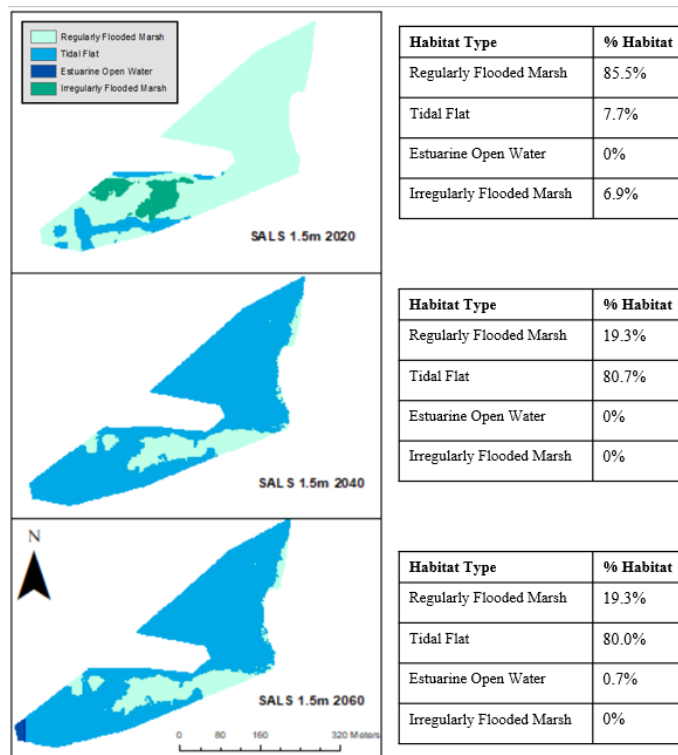 Regularly Flooded Marsh
Tidal Flat
Estuarine Open Water
Irregularly Flooded Marsh
SALS 1.5m 2020
Habitat Type % Habitat
Regularly Flooded Marsh 85.5%
Tidal Flat 7.7%
Estuarine Open Water 0%
Irregularly Flooded Marsh 6.9%
SALS 1.5m 2040
Habitat Type % Habitat
Regularly Flooded Marsh 19.3%
Tidal Flat 80.7%
Estuarine Open Water 0%
Irregularly Flooded Marsh 0%
N
SALS 1.5m 2060
0 80 160 320 Meters
Habitat Type % Habitat
Regularly Flooded Marsh 19.3%
Tidal Flat 80.0%
Estuarine Open Water 0.7%
Irregularly Flooded Marsh 0%